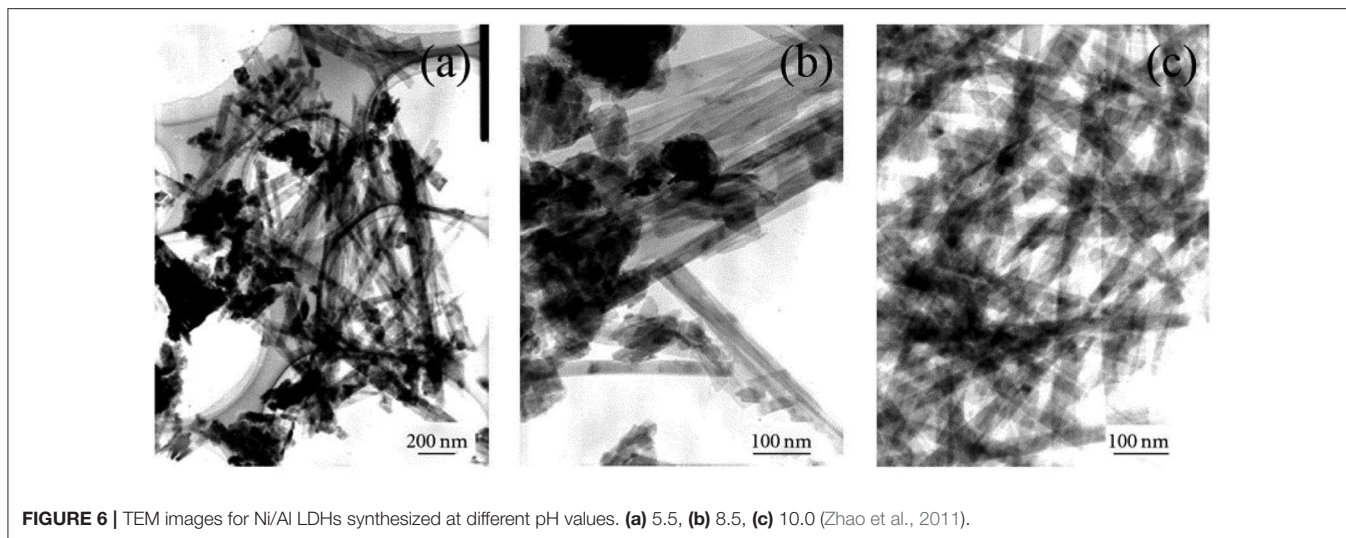 (a)
(b)
(c)
200 nm
100 nm
100 nm
FIGURE 6 | TEM images for Ni/Al LDHs synthesized at different pH values. (a) 5.5, (b) 8.5, (c) 10.0 (Zhao et al., 2011).